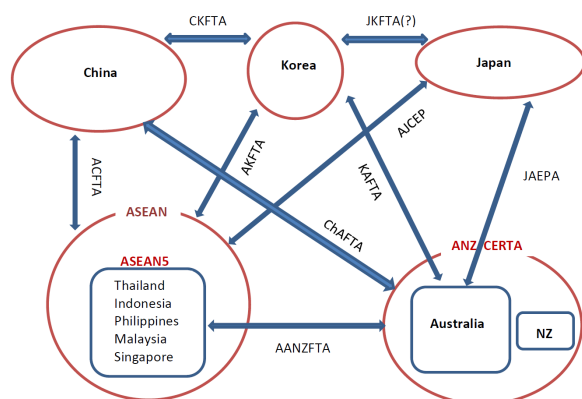 CKFTA
JKFTA(?)
China
Korea
Japan
ACFTA
AKFTA
AJCEP
KAFTA
JAEPA
ChAFTA
ASEAN
ASEAN5
Thailand
Indonesia
Philippines
Malaysia
Singapore
AANZFTA
ANZ/CERTA
Australia
NZ